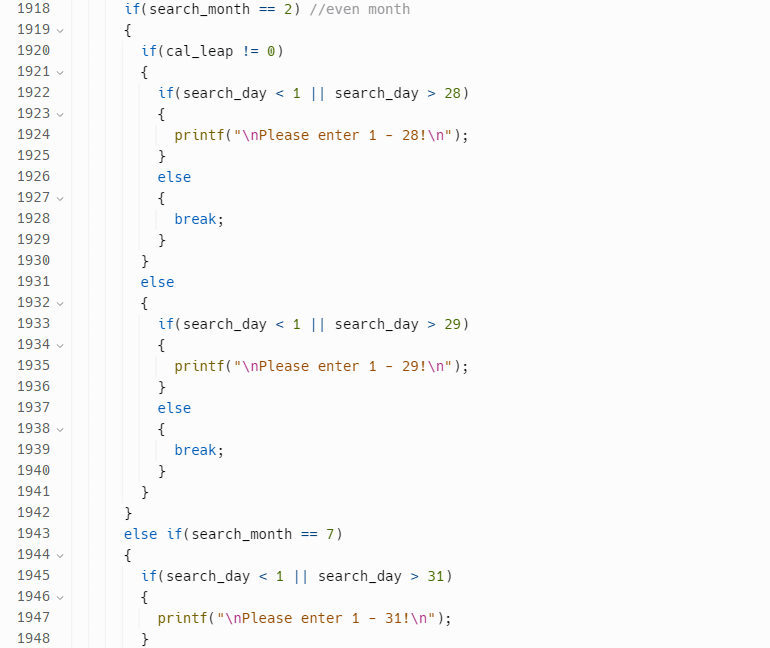 1918 if(search_month == 2) //even month
1919 {
1920 if(cal_leap != 0)
1921 {
1922 if(search_day < 1 || search_day > 28)
1923 {
1924 printf("\nPlease enter 1 - 28!\n");
1925 }
1926 else
1927 {
1928 break;
1929 }
1930 }
1931 else
1932 {
1933 if(search_day < 1 || search_day > 29)
1934 {
1935 printf("\nPlease enter 1 - 29!\n");
1936 }
1937 else
1938 {
1939 break;
1940 }
1941 }
1942 }
1943 else if(search_month == 7)
1944 {
1945 if(search_day < 1 || search_day > 31)
1946 {
1947 printf("\nPlease enter 1 - 31!\n");
1948 }